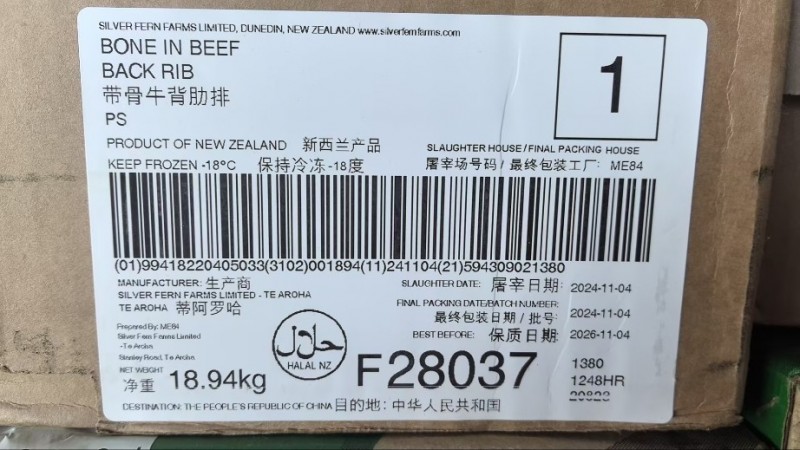 SILVER FERN FARMS LIMITED, DUNEDIN, NEW ZEALAND www.silverfernfarms.com
BONE IN BEEF
BACK RIB
带骨牛背肋排
PS
1
PRODUCT OF NEW ZEALAND 新西兰产品
SLAUGHTER HOUSE/FINAL PACKING HOUSE
KEEP FROZEN -18°C 保持冷冻-18度
屠宰场号码/最终包装工厂: ME84
(01)99418220405033(3102)001894(11)241104(21)594309021380
MANUFACTURER: 生产商
SILVER FERN FARMS LIMITED - TE AROHA
TE AROHA 蒂阿罗哈
SLAUGHTER DATE: 屠宰日期: 2024-11-04
FINAL PACKING DATE/BATCH NUMBER:
最终包装日期/批号: 2024-11-04
BEST BEFORE: 保质日期: 2026-11-04
Prepared By: ME84
Silver Fern Farms Limited
-Te Aroha
Stanley Road, Te Aroha
حلال
HALAL NZ
NET WEIGHT
净重 18.94kg
F28037
1380
1248HR
20823
DESTINATION: THE PEOPLE'S REPUBLIC OF CHINA 目的地: 中华人民共和国